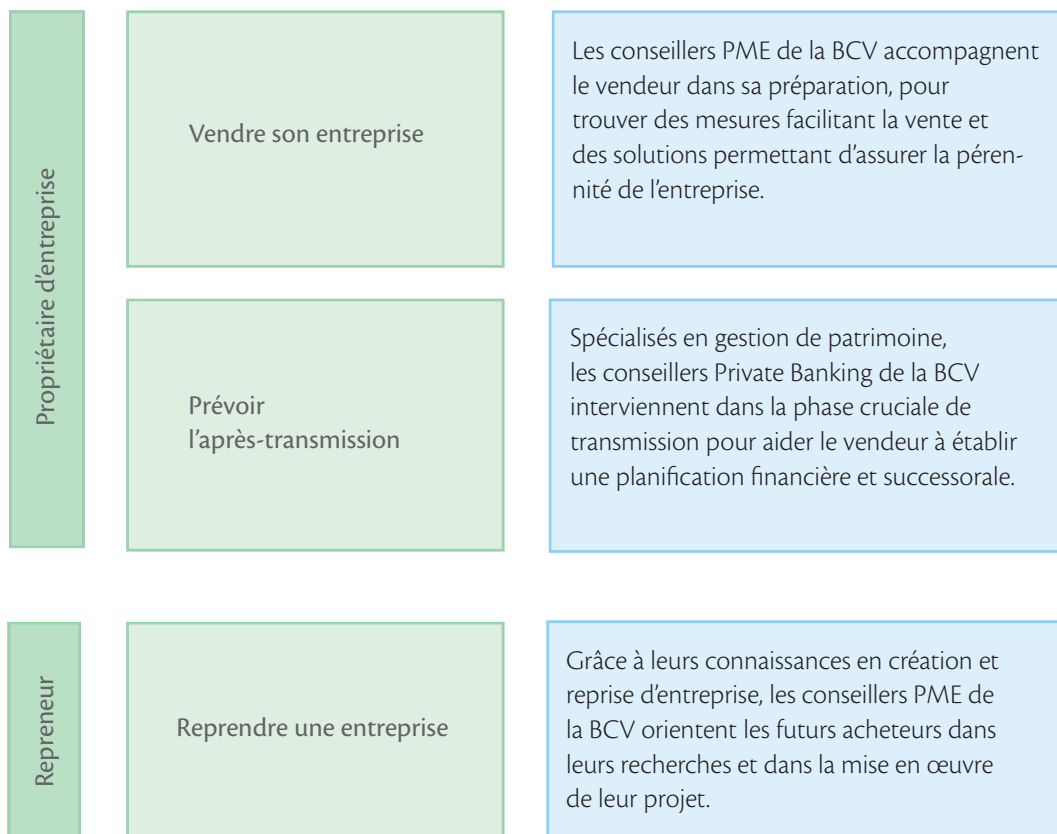 Propriétaire d'entreprise
Vendre son entreprise
Les conseillers PME de la BCV accompagnent
le vendeur dans sa préparation, pour
trouver des mesures facilitant la vente et
des solutions permettant d'assurer la péren-
nité de l'entreprise.
Prévoir
l'après-transmission
Spécialisés en gestion de patrimoine,
les conseillers Private Banking de la BCV
interviennent dans la phase cruciale de
transmission pour aider le vendeur à établir
une planification financière et successorale.
Repreneur
Reprendre une entreprise
Grâce à leurs connaissances en création et
reprise d'entreprise, les conseillers PME de
la BCV orientent les futurs acheteurs dans
leurs recherches et dans la mise en œuvre
de leur projet.